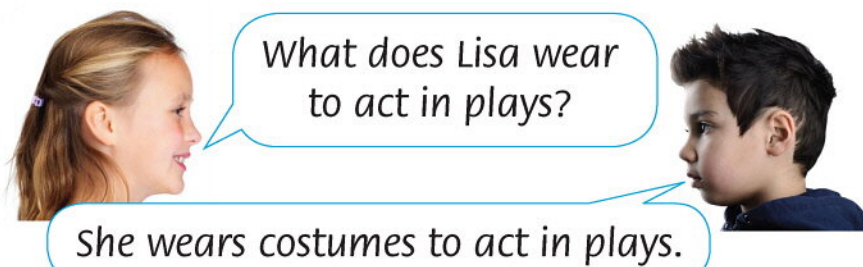 What does Lisa wear
to act in plays?
She wears costumes to act in plays.